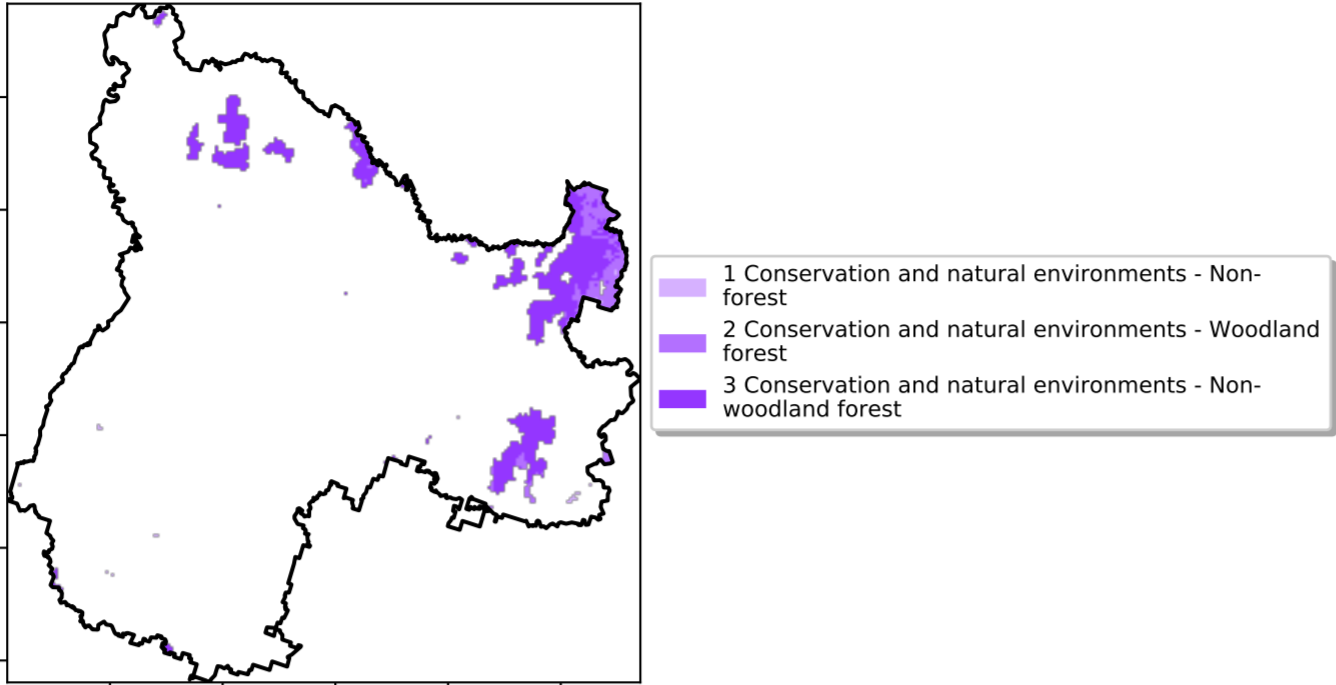 1 Conservation and natural environments - Non-
forest
2 Conservation and natural environments - Woodland
forest
3 Conservation and natural environments - Non-
woodland forest